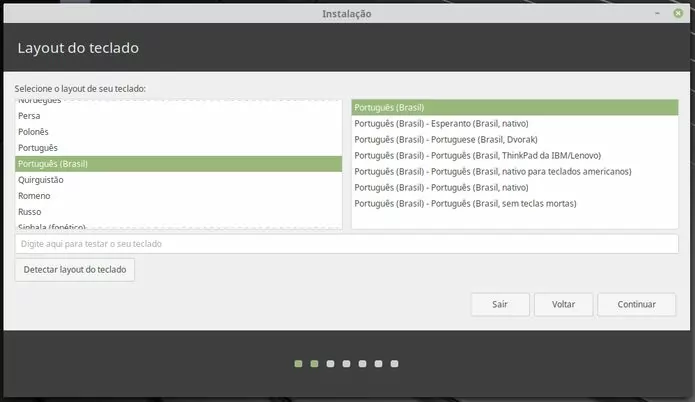 Instalação
Layout do teclado
Selecione o layout de seu teclado:
Norueguês
Persa
Polonês
Português
Português (Brasil)
Quirguistão
Romeno
Russo
Sinhala (fonético)
Português (Brasil)
Português (Brasil) - Esperanto (Brasil, nativo)
Português (Brasil) - Portuguese (Brasil, Dvorak)
Português (Brasil) - Português (Brasil, ThinkPad da IBM/Lenovo)
Português (Brasil) - Português (Brasil, nativo para teclados americanos)
Português (Brasil) - Português (Brasil, nativo)
Português (Brasil) - Português (Brasil, sem teclas mortas)
Digite aqui para testar o seu teclado
Detectar layout do teclado
Sair
Voltar
Continuar